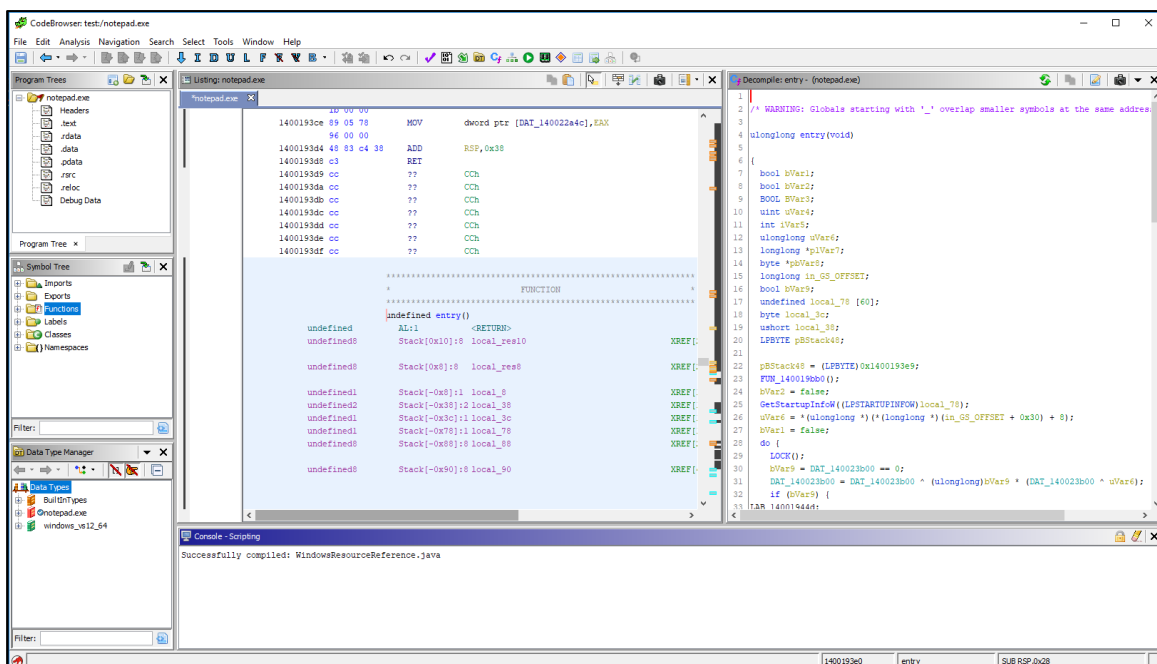 CodeBrowser: test:/notepad.exe
File Edit Analysis Navigation Search Select Tools Window Help
I D U L F R V B
Program Trees
notepad.exe
Headers
.text
.rdata
.data
.pdata
.rsrc
.reloc
Debug Data
Program Tree ×
Symbol Tree
Imports
Exports
Functions
Labels
Classes
Namespaces
Filter:
Data Type Manager
Data Types
BuiltInTypes
notepad.exe
windows_vs12_64
Filter:
Listing: notepad.exe
*notepad.exe
1b 00 00
1400193ce 89 05 78 MOV dword ptr [DAT_140022a4c],EAX
96 00 00
1400193d4 48 83 c4 38 ADD RSP,0x38
1400193d8 c3 RET
1400193d9 cc ?? CCh
1400193da cc ?? CCh
1400193db cc ?? CCh
1400193dc cc ?? CCh
1400193dd cc ?? CCh
1400193de cc ?? CCh
1400193df cc ?? CCh
* FUNCTION *
undefined entry()
undefined AL:1 <RETURN>
undefined8 Stack[0x10]:8 local_res10 XREF[
undefined8 Stack[0x8]:8 local_res8 XREF[
undefined1 Stack[-0x8]:1 local_8 XREF[
undefined2 Stack[-0x38]:2 local_38 XREF[
undefined1 Stack[-0x3c]:1 local_3c XREF[
undefined1 Stack[-0x78]:1 local_78 XREF[
undefined8 Stack[-0x88]:8 local_88 XREF[
undefined8 Stack[-0x90]:8 local_90 XREF[
Decompile: entry - (notepad.exe)
1
2 /* WARNING: Globals starting with '_' overlap smaller symbols at the same addres
3
4 ulonglong entry(void)
5
6 {
7 bool bVar1;
8 bool bVar2;
9 BOOL BVar3;
10 uint uVar4;
11 int iVar5;
12 ulonglong uVar6;
13 longlong *plVar7;
14 byte *pbVar8;
15 longlong in_GS_OFFSET;
16 bool bVar9;
17 undefined local_78 [60];
18 byte local_3c;
19 ushort local_38;
20 LPBYTE pBStack48;
21
22 pBStack48 = (LPBYTE)0x1400193e9;
23 FUN_140019bb0();
24 bVar2 = false;
25 GetStartupInfoW((LPSTARTUPINFOW)local_78);
26 uVar6 = *(ulonglong *)(*(longlong *)(in_GS_OFFSET + 0x30) + 8);
27 bVar1 = false;
28 do {
29 LOCK();
30 bVar9 = DAT_140023b00 == 0;
31 DAT_140023b00 = DAT_140023b00 ^ (ulonglong)bVar9 * (DAT_140023b00 ^ uVar6);
32 if (bVar9) {
33 LAB_14001944d:
Console - Scripting
Successfully compiled: WindowsResourceReference.java
1400193e0 entry SUB RSP,0x28